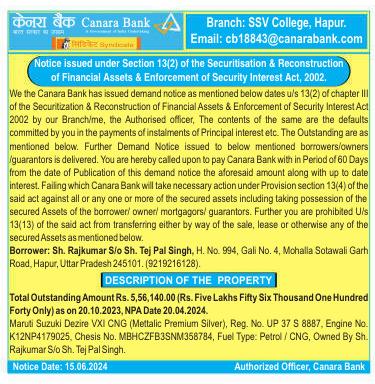 केनरा बैंक Canara Bank
भारत सरकार का उपक्रम A Government of India Undertaking
सिंडिकेट Syndicate
Branch: SSV College, Hapur.
Email: cb18843@canarabank.com
Notice issued under Section 13(2) of the Securitisation & Reconstruction
of Financial Assets & Enforcement of Security Interest Act, 2002.
We the Canara Bank has issued demand notice as mentioned below dates u/s 13(2) of chapter III
of the Securitization & Reconstruction of Financial Assets & Enforcement of Security Interest Act
2002 by our Branch/me, the Authorised officer, The contents of the same are the defaults
committed by you in the payments of instalments of Principal interest etc. The Outstanding are as
mentioned below. Further Demand Notice issued to below mentioned borrowers/owners
/guarantors is delivered. You are hereby called upon to pay Canara Bank with in Period of 60 Days
from the date of Publication of this demand notice the aforesaid amount along with up to date
interest. Failing which Canara Bank will take necessary action under Provision section 13(4) of the
said act against all or any one or more of the secured assets including taking possession of the
secured Assets of the borrower/ owner/ mortgagors/ guarantors. Further you are prohibited U/s
13(13) of the said act from transferring either by way of the sale, lease or otherwise any of the
secured Assets as mentioned below.
Borrower: Sh. Rajkumar S/o Sh. Tej Pal Singh, H. No. 994, Gali No. 4, Mohalla Sotawali Garh
Road, Hapur, Uttar Pradesh 245101. (9219216128).
DESCRIPTION OF THE PROPERTY
Total Outstanding Amount Rs. 5,56,140.00 (Rs. Five Lakhs Fifty Six Thousand One Hundred
Forty Only) as on 20.10.2023, NPA Date 20.04.2024.
Maruti Suzuki Dezire VXI CNG (Mettalic Premium Silver), Reg. No. UP 37 S 8887, Engine No.
K12NP4179025, Chesis No. MBHCZFB3SNM358784, Fuel Type: Petrol / CNG, Owned By Sh.
Rajkumar S/o Sh. Tej Pal Singh.
Notice Date: 15.06.2024 Authorized Officer, Canara Bank